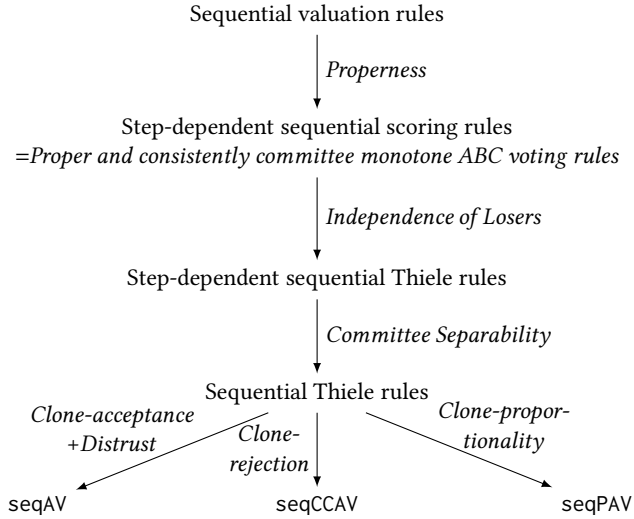 Sequential valuation rules
Properness
Step-dependent sequential scoring rules
=Proper and consistently committee monotone ABC voting rules
Independence of Losers
Step-dependent sequential Thiele rules
Committee Separability
Sequential Thiele rules
Clone-acceptance
+Distrust
Clone-
rejection
Clone-propor-
tionality
seqAV
seqCCAV
seqPAV